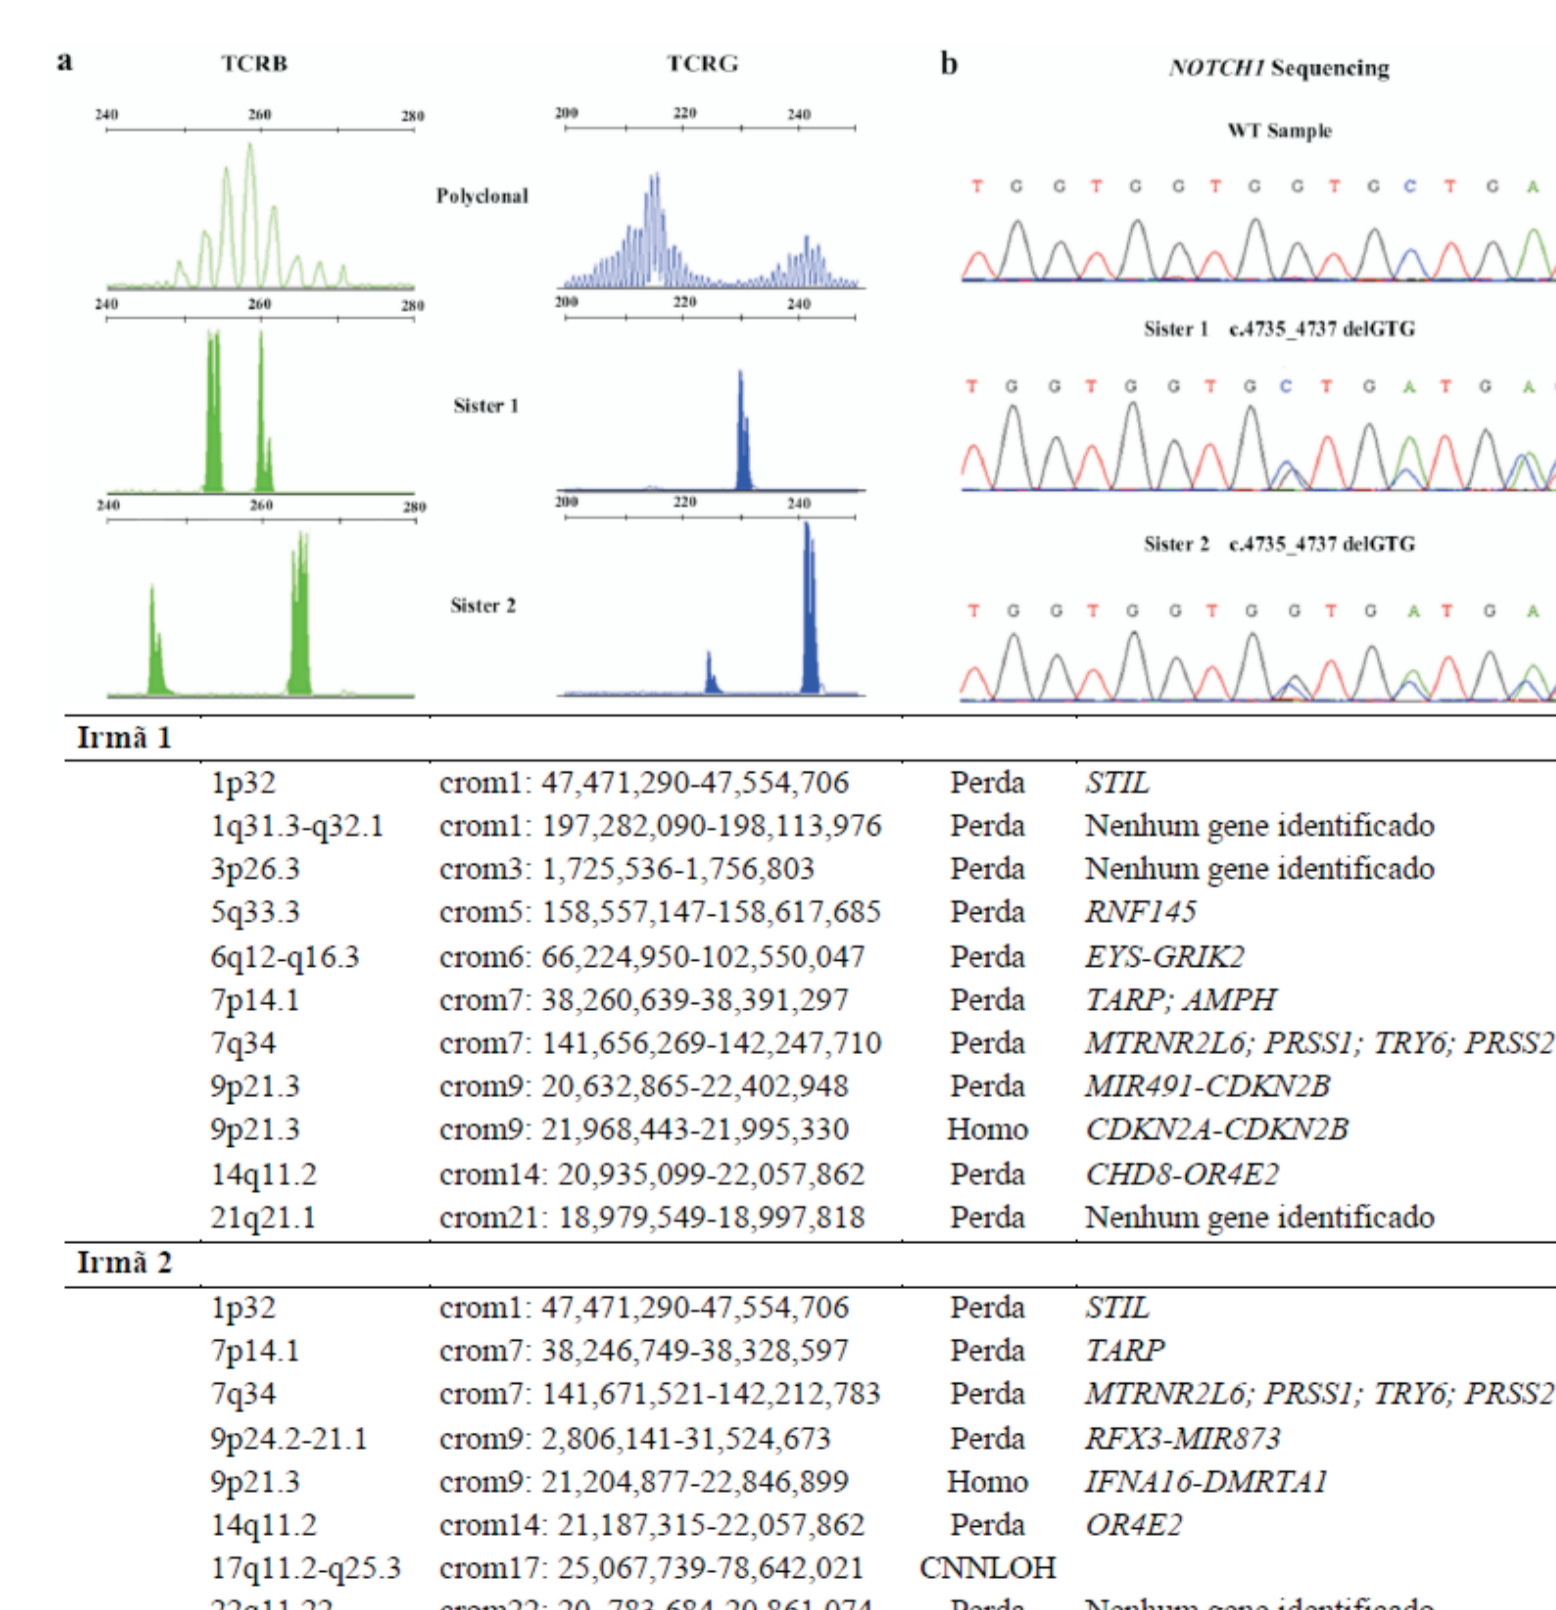 a TCRB TCRG
240 260 280 200 220 240
Polyclonal
240 260 280 200 220 240
Sister 1
240 260 280 200 220 240
Sister 2
b NOTCH1 Sequencing
WT Sample
T G G T G G T G G T G C T G A
Sister 1 c.4735_4737 delGTG
T G G T G G T G C T G A T G A
Sister 2 c.4735_4737 delGTG
T G G T G G T G G T G A T G A
Irmã 1
1p32 crom1: 47,471,290-47,554,706 Perda STIL
1q31.3-q32.1 crom1: 197,282,090-198,113,976 Perda Nenhum gene identificado
3p26.3 crom3: 1,725,536-1,756,803 Perda Nenhum gene identificado
5q33.3 crom5: 158,557,147-158,617,685 Perda RNF145
6q12-q16.3 crom6: 66,224,950-102,550,047 Perda EYS-GRIK2
7p14.1 crom7: 38,260,639-38,391,297 Perda TARP; AMPH
7q34 crom7: 141,656,269-142,247,710 Perda MTRNR2L6; PRSS1; TRY6; PRSS2
9p21.3 crom9: 20,632,865-22,402,948 Perda MIR491-CDKN2B
9p21.3 crom9: 21,968,443-21,995,330 Homo CDKN2A-CDKN2B
14q11.2 crom14: 20,935,099-22,057,862 Perda CHD8-OR4E2
21q21.1 crom21: 18,979,549-18,997,818 Perda Nenhum gene identificado
Irmã 2
1p32 crom1: 47,471,290-47,554,706 Perda STIL
7p14.1 crom7: 38,246,749-38,328,597 Perda TARP
7q34 crom7: 141,671,521-142,212,783 Perda MTRNR2L6; PRSS1; TRY6; PRSS2
9p24.2-21.1 crom9: 2,806,141-31,524,673 Perda RFX3-MIR873
9p21.3 crom9: 21,204,877-22,846,899 Homo IFNA16-DMRTA1
14q11.2 crom14: 21,187,315-22,057,862 Perda OR4E2
17q11.2-q25.3 crom17: 25,067,739-78,642,021 CNNLOH
22q11.22 crom22: 20, 783,684-20,861,074 Perda Nenhum gene identificado